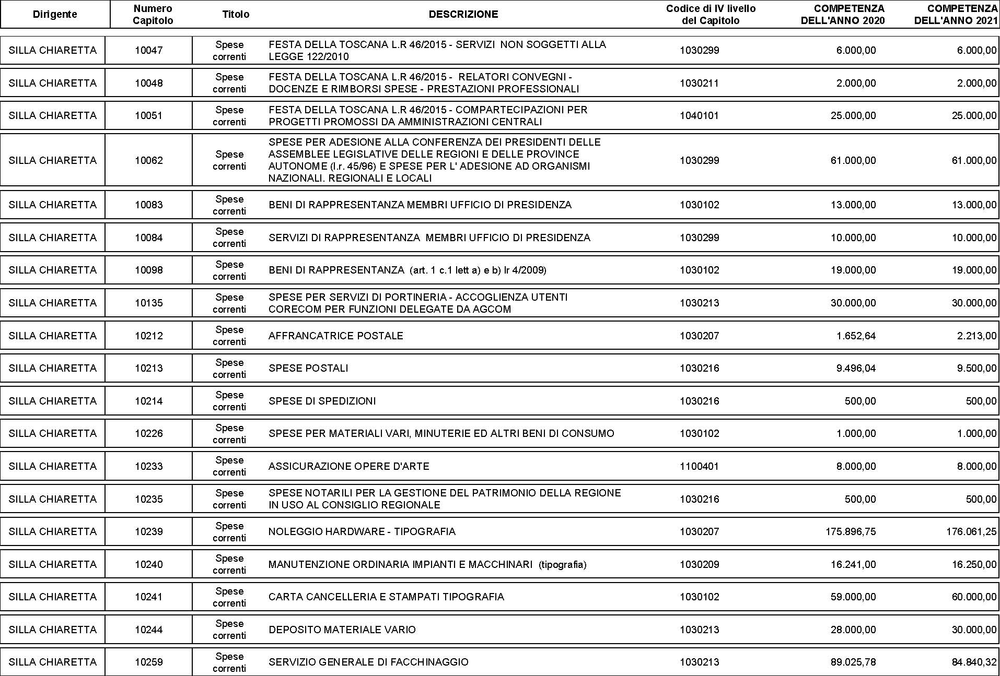 Dirigente Numero Capitolo Titolo DESCRIZIONE Codice di IV livello del Capitolo COMPETENZA DELL'ANNO 2020 COMPETENZA DELL'ANNO 2021
SILLA CHIARETTA 10047 Spese correnti FESTA DELLA TOSCANA L.R 46/2015 - SERVIZI NON SOGGETTI ALLA LEGGE 122/2010 1030299 6.000,00 6.000,00
SILLA CHIARETTA 10048 Spese correnti FESTA DELLA TOSCANA L.R 46/2015 - RELATORI CONVEGNI - DOCENZE E RIMBORSI SPESE - PRESTAZIONI PROFESSIONALI 1030211 2.000,00 2.000,00
SILLA CHIARETTA 10051 Spese correnti FESTA DELLA TOSCANA L.R 46/2015 - COMPARTECIPAZIONI PER PROGETTI PROMOSSI DA AMMINISTRAZIONI CENTRALI 1040101 25.000,00 25.000,00
SILLA CHIARETTA 10062 Spese correnti SPESE PER ADESIONE ALLA CONFERENZA DEI PRESIDENTI DELLE ASSEMBLEE LEGISLATIVE DELLE REGIONI E DELLE PROVINCE AUTONOME (l.r. 45/96) E SPESE PER L' ADESIONE AD ORGANISMI NAZIONALI. REGIONALI E LOCALI 1030299 61.000,00 61.000,00
SILLA CHIARETTA 10083 Spese correnti BENI DI RAPPRESENTANZA MEMBRI UFFICIO DI PRESIDENZA 1030102 13.000,00 13.000,00
SILLA CHIARETTA 10084 Spese correnti SERVIZI DI RAPPRESENTANZA MEMBRI UFFICIO DI PRESIDENZA 1030299 10.000,00 10.000,00
SILLA CHIARETTA 10098 Spese correnti BENI DI RAPPRESENTANZA (art. 1 c.1 lett a) e b) lr 4/2009) 1030102 19.000,00 19.000,00
SILLA CHIARETTA 10135 Spese correnti SPESE PER SERVIZI DI PORTINERIA - ACCOGLIENZA UTENTI CORECOM PER FUNZIONI DELEGATE DA AGCOM 1030213 30.000,00 30.000,00
SILLA CHIARETTA 10212 Spese correnti AFFRANCATRICE POSTALE 1030207 1.652,64 2.213,00
SILLA CHIARETTA 10213 Spese correnti SPESE POSTALI 1030216 9.496,04 9.500,00
SILLA CHIARETTA 10214 Spese correnti SPESE DI SPEDIZIONI 1030216 500,00 500,00
SILLA CHIARETTA 10226 Spese correnti SPESE PER MATERIALI VARI, MINUTERIE ED ALTRI BENI DI CONSUMO 1030102 1.000,00 1.000,00
SILLA CHIARETTA 10233 Spese correnti ASSICURAZIONE OPERE D'ARTE 1100401 8.000,00 8.000,00
SILLA CHIARETTA 10235 Spese correnti SPESE NOTARILI PER LA GESTIONE DEL PATRIMONIO DELLA REGIONE IN USO AL CONSIGLIO REGIONALE 1030216 500,00 500,00
SILLA CHIARETTA 10239 Spese correnti NOLEGGIO HARDWARE - TIPOGRAFIA 1030207 175.896,75 176.061,25
SILLA CHIARETTA 10240 Spese correnti MANUTENZIONE ORDINARIA IMPIANTI E MACCHINARI (tipografia) 1030209 16.241,00 16.250,00
SILLA CHIARETTA 10241 Spese correnti CARTA CANCELLERIA E STAMPATI TIPOGRAFIA 1030102 59.000,00 60.000,00
SILLA CHIARETTA 10244 Spese correnti DEPOSITO MATERIALE VARIO 1030213 28.000,00 30.000,00
SILLA CHIARETTA 10259 Spese correnti SERVIZIO GENERALE DI FACCHINAGGIO 1030213 89.025,78 84.840,32